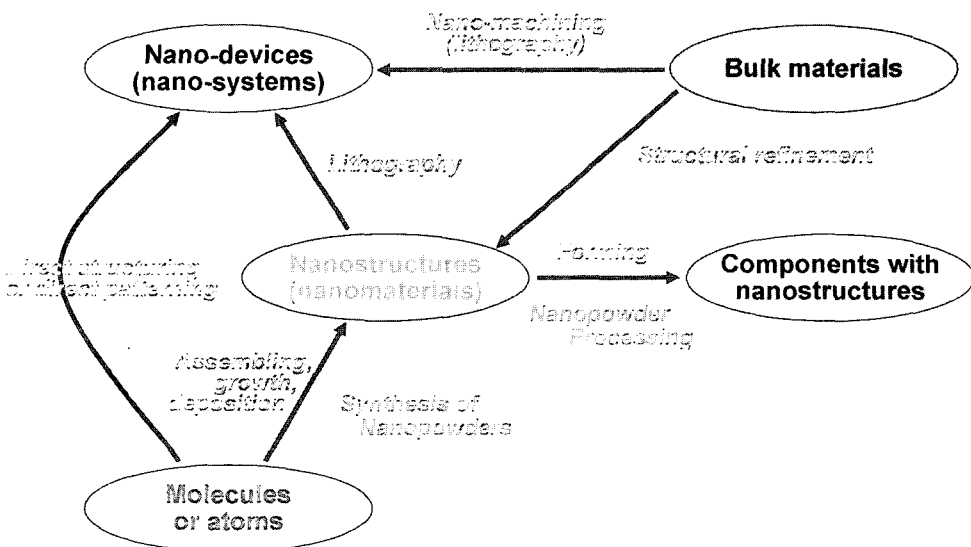 Nano-machining
(lithography)
Nano-devices
(nano-systems)
Bulk materials
Lithography
Structural refinement
Direct structuring
or direct patterning
Nanostructures
(nanomaterials)
Forming
Components with
nanostructures
Nanopowder
Processing
Assembling,
growth,
deposition
Synthesis of
Nanopowders
Molecules
or atoms